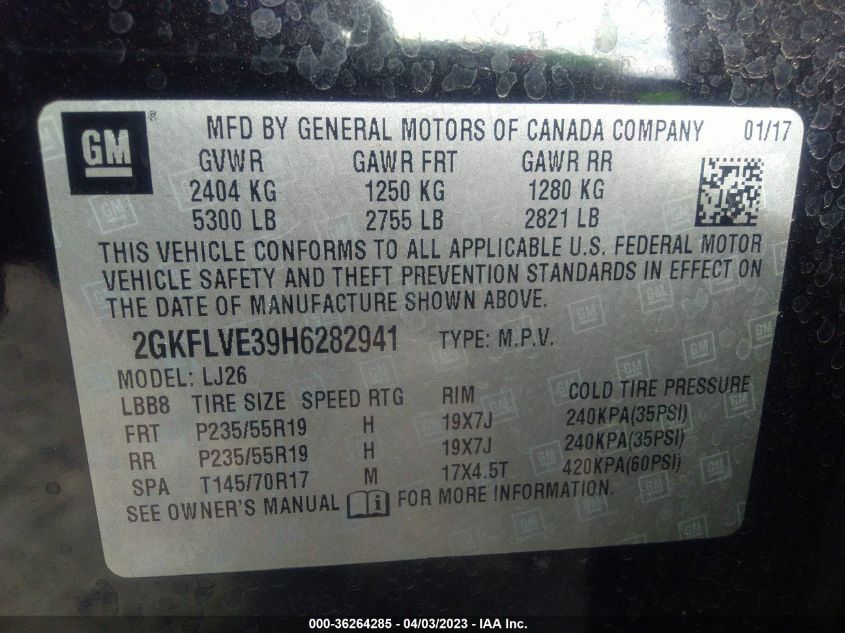 GM ® MFD BY GENERAL MOTORS OF CANADA COMPANY 01/17
GVWR GAWR FRT GAWR RR
2404 KG 1250 KG 1280 KG
5300 LB 2755 LB 2821 LB
THIS VEHICLE CONFORMS TO ALL APPLICABLE U.S. FEDERAL MOTOR
VEHICLE SAFETY AND THEFT PREVENTION STANDARDS IN EFFECT ON
THE DATE OF MANUFACTURE SHOWN ABOVE.
2GKFLVE39H6282941 TYPE: M.P.V.
MODEL: LJ26
LBB8 TIRE SIZE SPEED RTG RIM COLD TIRE PRESSURE
FRT P235/55R19 H 19X7J 240KPA(35PSI)
RR P235/55R19 H 19X7J 240KPA(35PSI)
SPA T145/70R17 M 17X4.5T 420KPA(60PSI)
SEE OWNER'S MANUAL i FOR MORE INFORMATION.
000-36264285 - 04/03/2023 - IAA Inc.